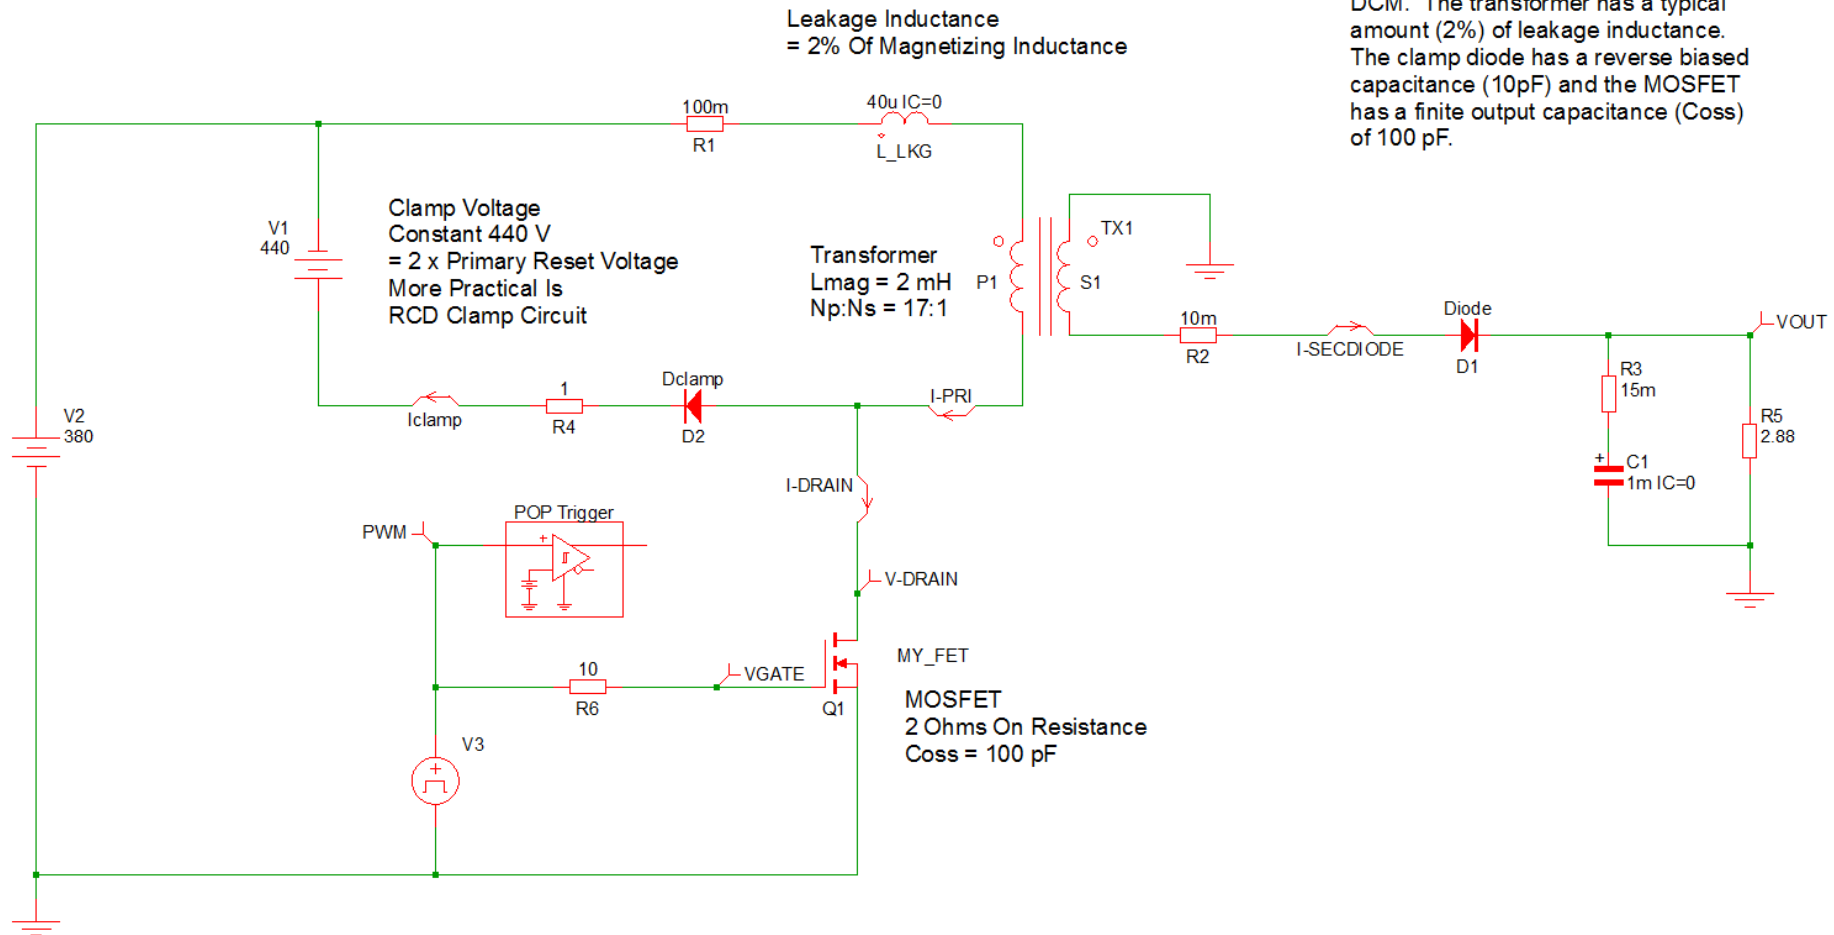 Leakage Inductance
= 2% Of Magnetizing Inductance
DCM. The transformer has a typical
amount (2%) of leakage inductance.
The clamp diode has a reverse biased
capacitance (10pF) and the MOSFET
has a finite output capacitance (Coss)
of 100 pF.
100m
R1
40u IC=0
L_LKG
V1
440
Clamp Voltage
Constant 440 V
= 2 x Primary Reset Voltage
More Practical Is
RCD Clamp Circuit
Transformer
Lmag = 2 mH
Np:Ns = 17:1
P1
S1
TX1
10m
R2
I-SECDIODE
Diode
D1
VOUT
R3
15m
C1
+
1m IC=0
R5
2.88
V2
380
Iclamp
1
R4
Dclamp
D2
I-PRI
I-DRAIN
PWM
POP Trigger
+
V-DRAIN
10
R6
VGATE
Q1
MY_FET
MOSFET
2 Ohms On Resistance
Coss = 100 pF
V3
+